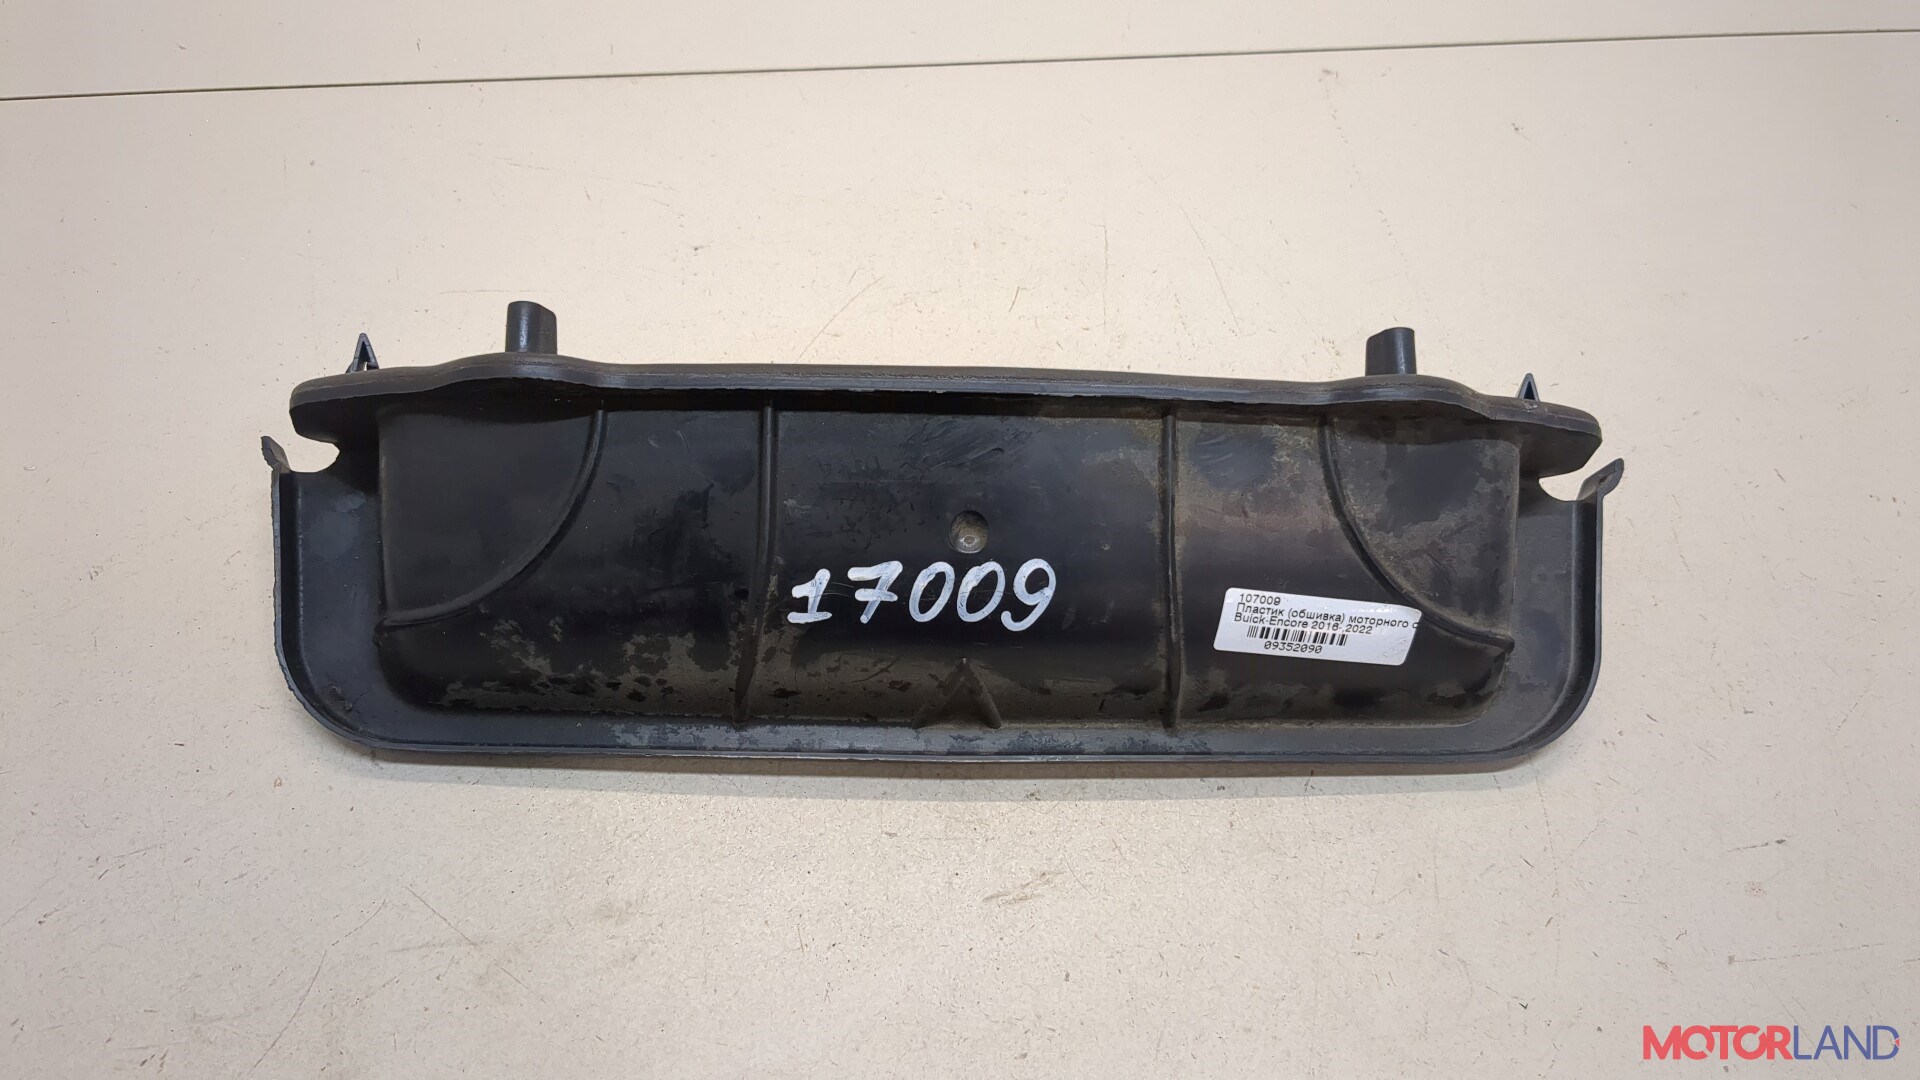 17009
107009
Пластик (обшивка) моторного о
Buick Encore 2016- 2022
09352090
MOTORLAND